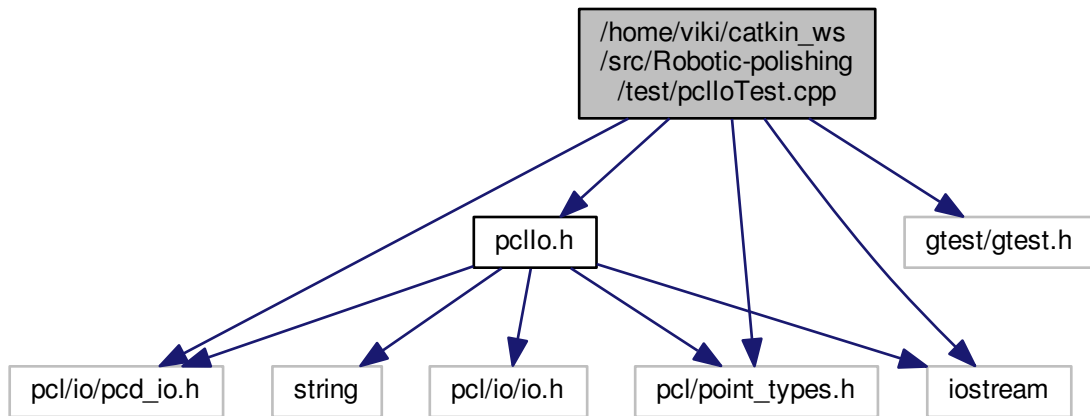 /home/viki/catkin_ws
/src/Robotic-polishing
/test/pclIoTest.cpp
pclIo.h
gtest/gtest.h
pcl/io/pcd_io.h
string
pcl/io/io.h
pcl/point_types.h
iostream